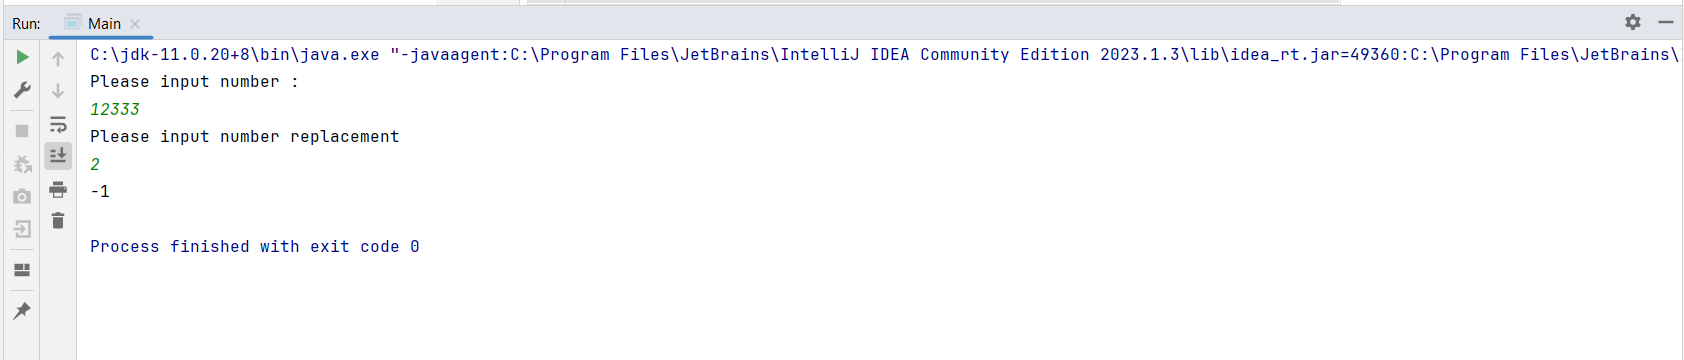 Run: Main
C:\jdk-11.0.20+8\bin\java.exe "-javaagent:C:\Program Files\JetBrains\IntelliJ IDEA Community Edition 2023.1.3\lib\idea_rt.jar=49360:C:\Program Files\JetBrains\
Please input number :
12333
Please input number replacement
2
-1
Process finished with exit code 0